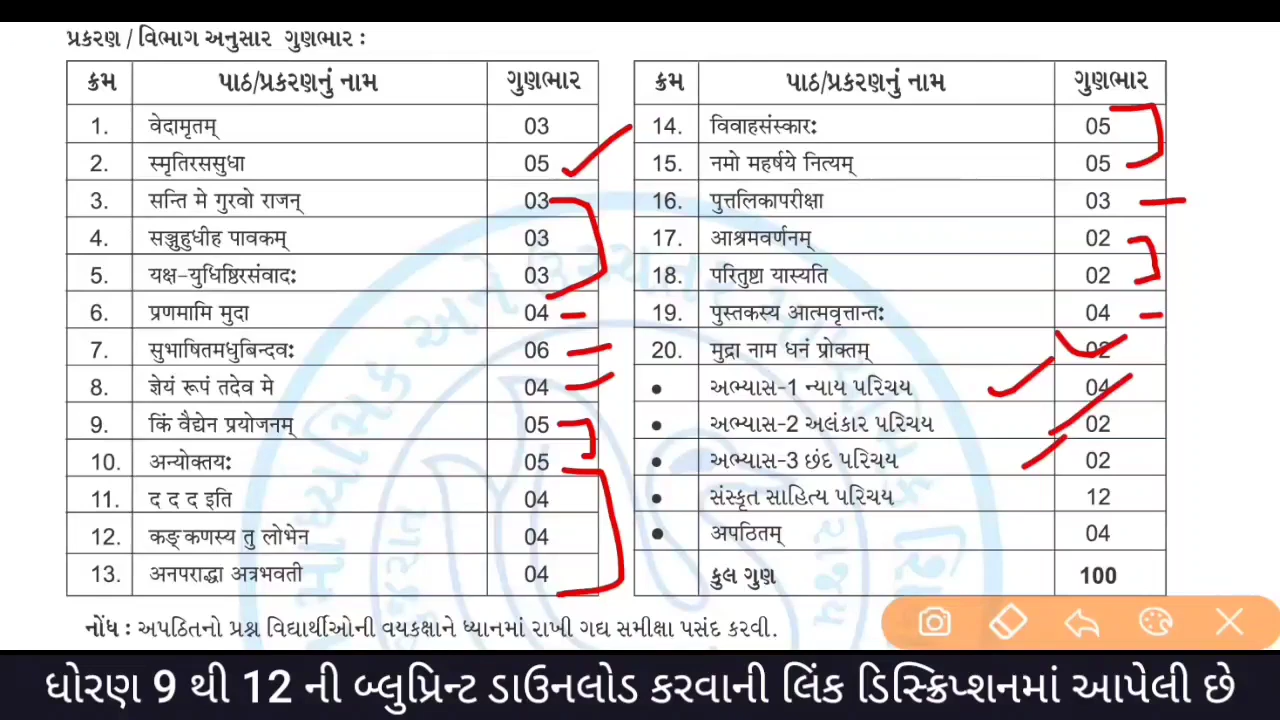 પ્રકરણ / વિભાગ અનુસાર ગુણભાર :
ક્રમ પાઠ/પ્રકરણનું નામ ગુણભાર
1. वेदामृतम् 03
2. स्मृतिरससुधा 05
3. सन्ति मे गुरवो राजन् 03
4. सञ्जुहुधीह पावकम् 03
5. यक्ष-युधिष्ठिरसंवादः 03
6. प्रणमामि मुदा 04
7. सुभाषितमधुबिन्दवः 06
8. ज्ञेयं रूपं तदेव मे 04
9. किं वैद्येन प्रयोजनम् 05
10. अन्योक्तयः 05
11. द द द इति 04
12. कङ्कणस्य तु लोभेन 04
13. अनपराद्धा अत्रभवती 04
ક્રમ પાઠ/પ્રકરણનું નામ ગુણભાર
14. विवाहसंस्कारः 05
15. नमो महर्षये नित्यम् 05
16. पुत्तलिकापरीक्षा 03
17. आश्रमवर्णनम् 02
18. परितुष्टा यास्यति 02
19. पुस्तकस्य आत्मवृत्तान्तः 04
20. मुद्रा नाम धनं प्रोक्तम् 02
• અભ્યાસ-1 ન્યાય પરિચય 04
• અભ્યાસ-2 અલંકાર પરિચય 02
• અભ્યાસ-3 છંદ પરિચય 02
• સંસ્કૃત સાહિત્ય પરિચય 12
• અપઠિતમ્ 04
કુલ ગુણ 100
નોંધ : અપઠિતનો પ્રશ્ન વિદ્યાર્થીઓની વયકક્ષાને ધ્યાનમાં રાખી ગદ્ય સમીક્ષા પસંદ કરવી.
ધોરણ 9 થી 12 ની બ્લુપ્રિન્ટ ડાઉનલોડ કરવાની લિંક ડિસ્ક્રિપ્શનમાં આપેલી છે